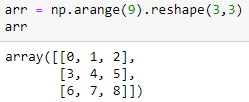 arr = np.arange(9).reshape(3,3)
arr
array([[0, 1, 2],
       [3, 4, 5],
       [6, 7, 8]])